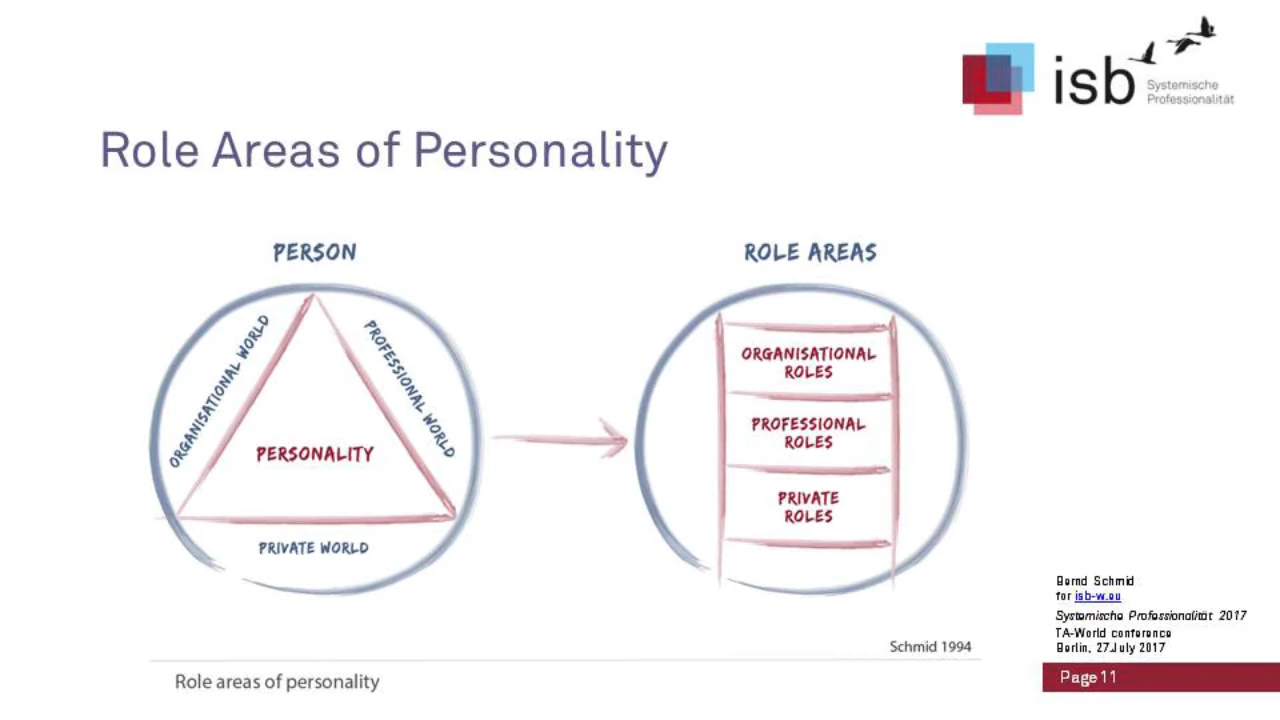 isb
Systemische
Professionalität
Role Areas of Personality
PERSON
ORGANISATIONAL WORLD
PROFESSIONAL WORLD
PERSONALITY
PRIVATE WORLD
ROLE AREAS
ORGANISATIONAL
ROLES
PROFESSIONAL
ROLES
PRIVATE
ROLES
Schmid 1994
Role areas of personality
Bernd Schmid
for isb-w.eu
Systemische Professionalität 2017
TA-World conference
Berlin, 27.July 2017
Page 11